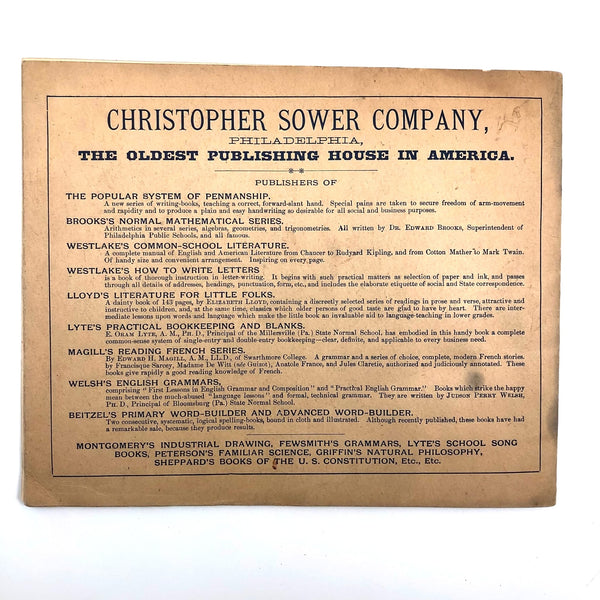 CHRISTOPHER SOWER COMPANY,
PHILADELPHIA,
THE OLDEST PUBLISHING HOUSE IN AMERICA.
PUBLISHERS OF
THE POPULAR SYSTEM OF PENMANSHIP.
A new series of writing-books, teaching a correct, forward-slant hand. Special pains are taken to secure freedom of arm-movement
and rapidity and to produce a plain and easy handwriting so desirable for all social and business purposes.
BROOKS'S NORMAL MATHEMATICAL SERIES.
Arithmetics in several series, algebras, geometries, and trigonometries. All written by DR. EDWARD BROOKS, Superintendent of
Philadelphia Public Schools, and all famous.
WESTLAKE'S COMMON-SCHOOL LITERATURE.
A complete manual of English and American Literature from Chaucer to Rudyard Kipling, and from Cotton Mather to Mark Twain.
Of handy size and convenient arrangement. Inspiring on every page.
WESTLAKE'S HOW TO WRITE LETTERS
is a book of thorough instruction in letter-writing. It begins with such practical matters as selection of paper and ink, and passes
through all details of addresses, headings, punctuation, form, etc., and includes the elaborate etiquette of social and State correspondence.
LLOYD'S LITERATURE FOR LITTLE FOLKS.
A dainty book of 143 pages, by ELIZABETH LLOYD, containing a discreetly selected series of readings in prose and verse, attractive and
instructive to children, and, at the same time, classics which older persons of good taste are glad to have by heart. There are inter-
mediate lessons upon words and language which make the little book an invaluable aid to language-teaching in lower grades.
LYTE'S PRACTICAL BOOKKEEPING AND BLANKS.
E. ORAM LYTE, A. M., Ph. D., Principal of the Millersville (Pa.) State Normal School, has embodied in this handy book a complete
common-sense system of single-entry and double-entry bookkeeping—clear, definite, and applicable to every business need.
MAGILL'S READING FRENCH SERIES.
By EDWARD H. MAGILL, A. M., LL.D., of Swarthmore College. A grammar and a series of choice, complete, modern French stories.
by Francisque Sarcey, Madame De Witt (née Guizot), Anatole France, and Jules Claretie, authorized and judiciously annotated. These
books give rapidly a good reading knowledge of French.
WELSH'S ENGLISH GRAMMARS,
comprising "First Lessons in English Grammar and Composition" and "Practical English Grammar." Books which strike the happy
mean between the much-abused "language lessons" and formal, technical grammar. They are written by JUDSON PERRY WELSH,
PH. D., Principal of Bloomsburg (Pa.) State Normal School.
BEITZEL'S PRIMARY WORD-BUILDER AND ADVANCED WORD-BUILDER.
Two consecutive, systematic, logical spelling-books, bound in cloth and illustrated. Although recently published, these books have had
a remarkable sale, because they produce results.
MONTGOMERY'S INDUSTRIAL DRAWING, FEWSMITH'S GRAMMARS, LYTE'S SCHOOL SONG
BOOKS, PETERSON'S FAMILIAR SCIENCE, GRIFFIN'S NATURAL PHILOSOPHY,
SHEPPARD'S BOOKS OF THE U. S. CONSTITUTION, Etc., Etc.